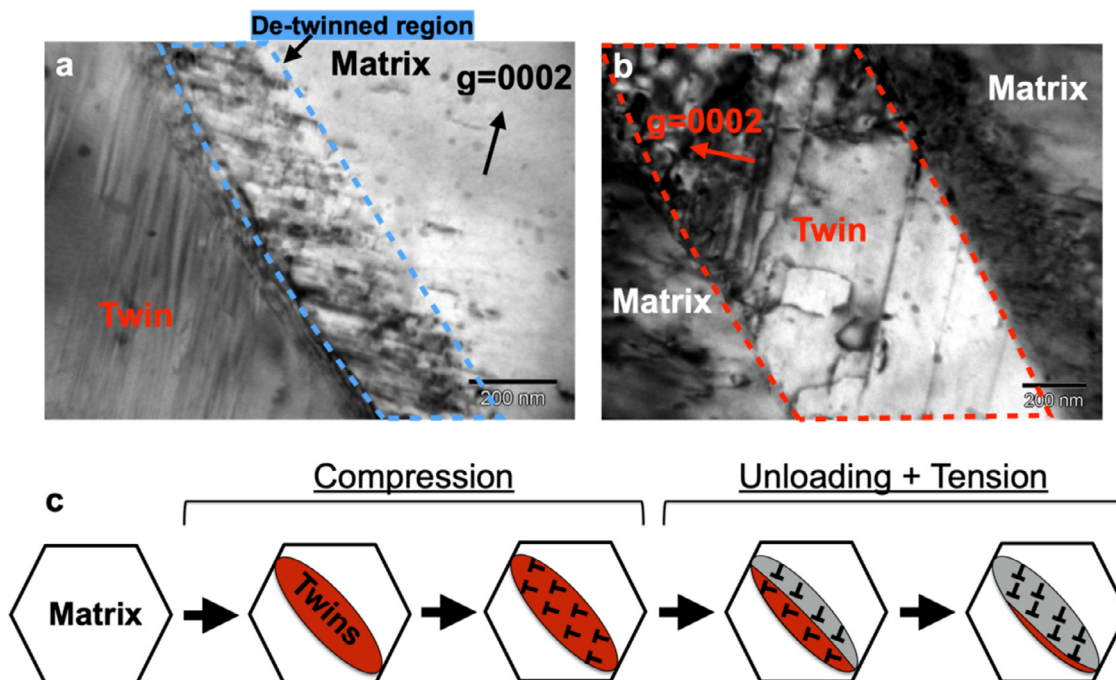 De-twinned region
a
Matrix
g=0002
Twin
200 nm
b
Matrix
g=0002
Twin
Matrix
200 nm
Compression
Unloading + Tension
c
Matrix
Twins